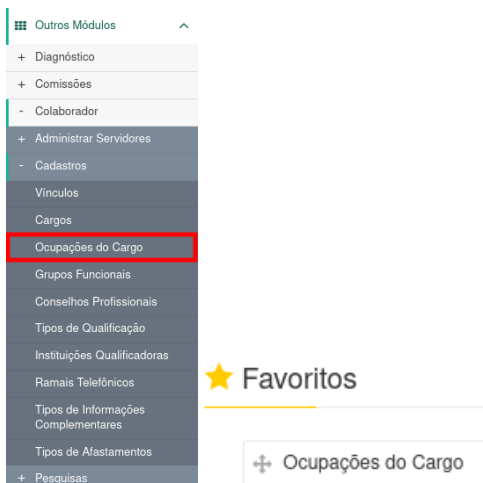 Outros Módulos
+ Diagnóstico
+ Comissões
- Colaborador
+ Administrar Servidores
- Cadastros
Vínculos
Cargos
Ocupações do Cargo
Grupos Funcionais
Conselhos Profissionais
Tipos de Qualificação
Instituições Qualificadoras
Ramais Telefônicos
Tipos de Informações
Complementares
Tipos de Afastamentos
+ Pesquisas
Favoritos
Ocupações do Cargo